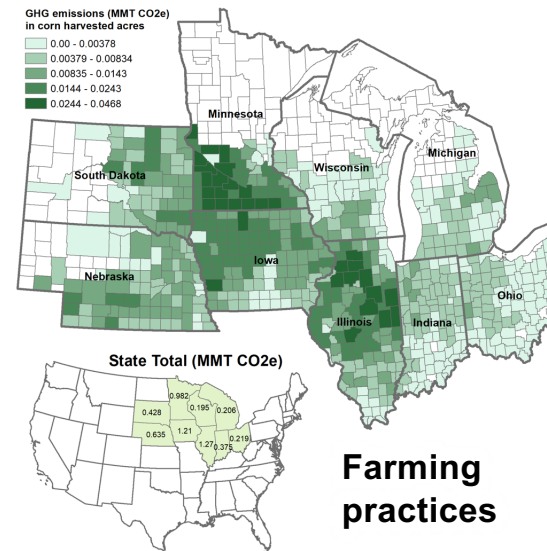 GHG emissions (MMT CO2e)
in corn harvested acres
0.00 - 0.00378
0.00379 - 0.00834
0.00835 - 0.0143
0.0144 - 0.0243
0.0244 - 0.0468
Minnesota
Wisconsin
Michigan
South Dakota
Iowa
Nebraska
Ohio
Illinois
Indiana
State Total (MMT CO2e)
0.982
0.195
0.206
0.428
0.635
1.21
0.219
1.27
0.375
Farming
practices